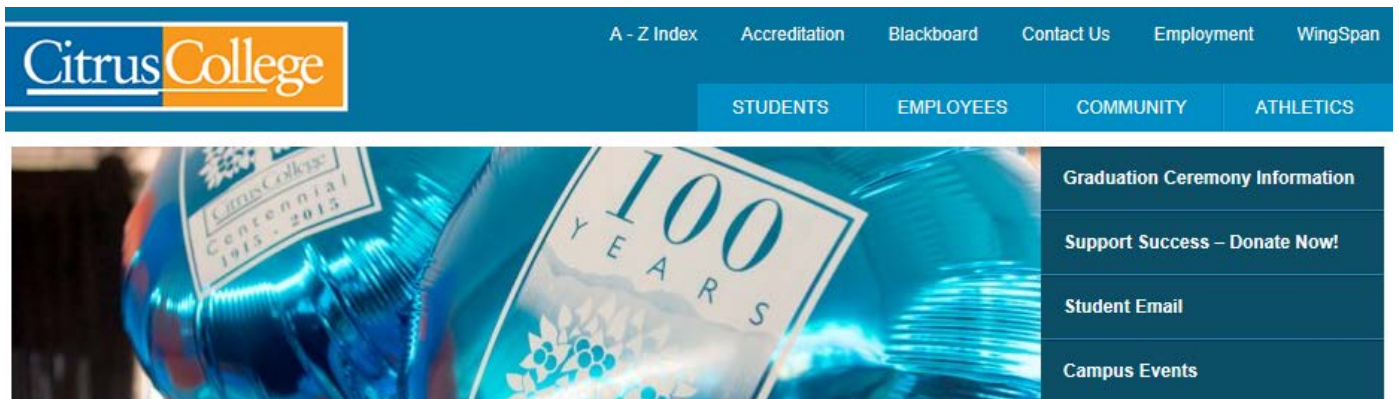 Citrus College
A - Z Index Accreditation Blackboard Contact Us Employment WingSpan
STUDENTS EMPLOYEES COMMUNITY ATHLETICS
Citrus College
Centennial
1915 - 2015
100
YEARS
Graduation Ceremony Information
Support Success – Donate Now!
Student Email
Campus Events